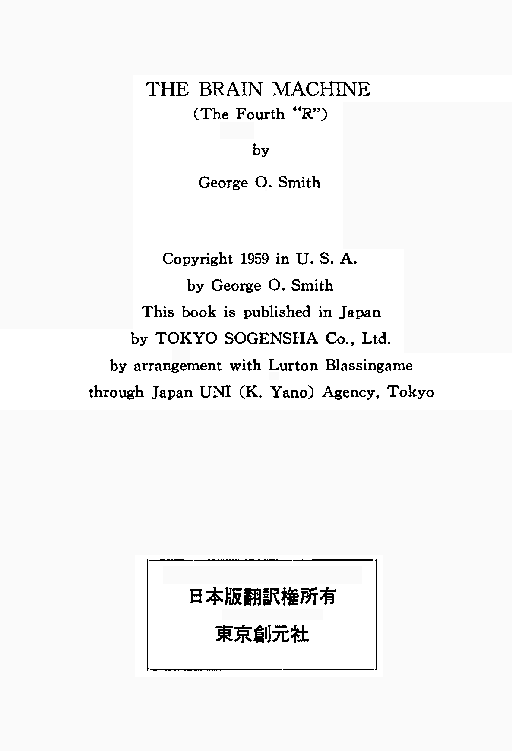 THE BRAIN MACHINE
(The Fourth "R")
by
George O. Smith
Copyright 1959 in U. S. A.
by George O. Smith
This book is published in Japan
by TOKYO SOGENSHA Co., Ltd.
by arrangement with Lurton Blassingame
through Japan UNI (K. Yano) Agency, Tokyo
日本版翻訳権所有
東京創元社